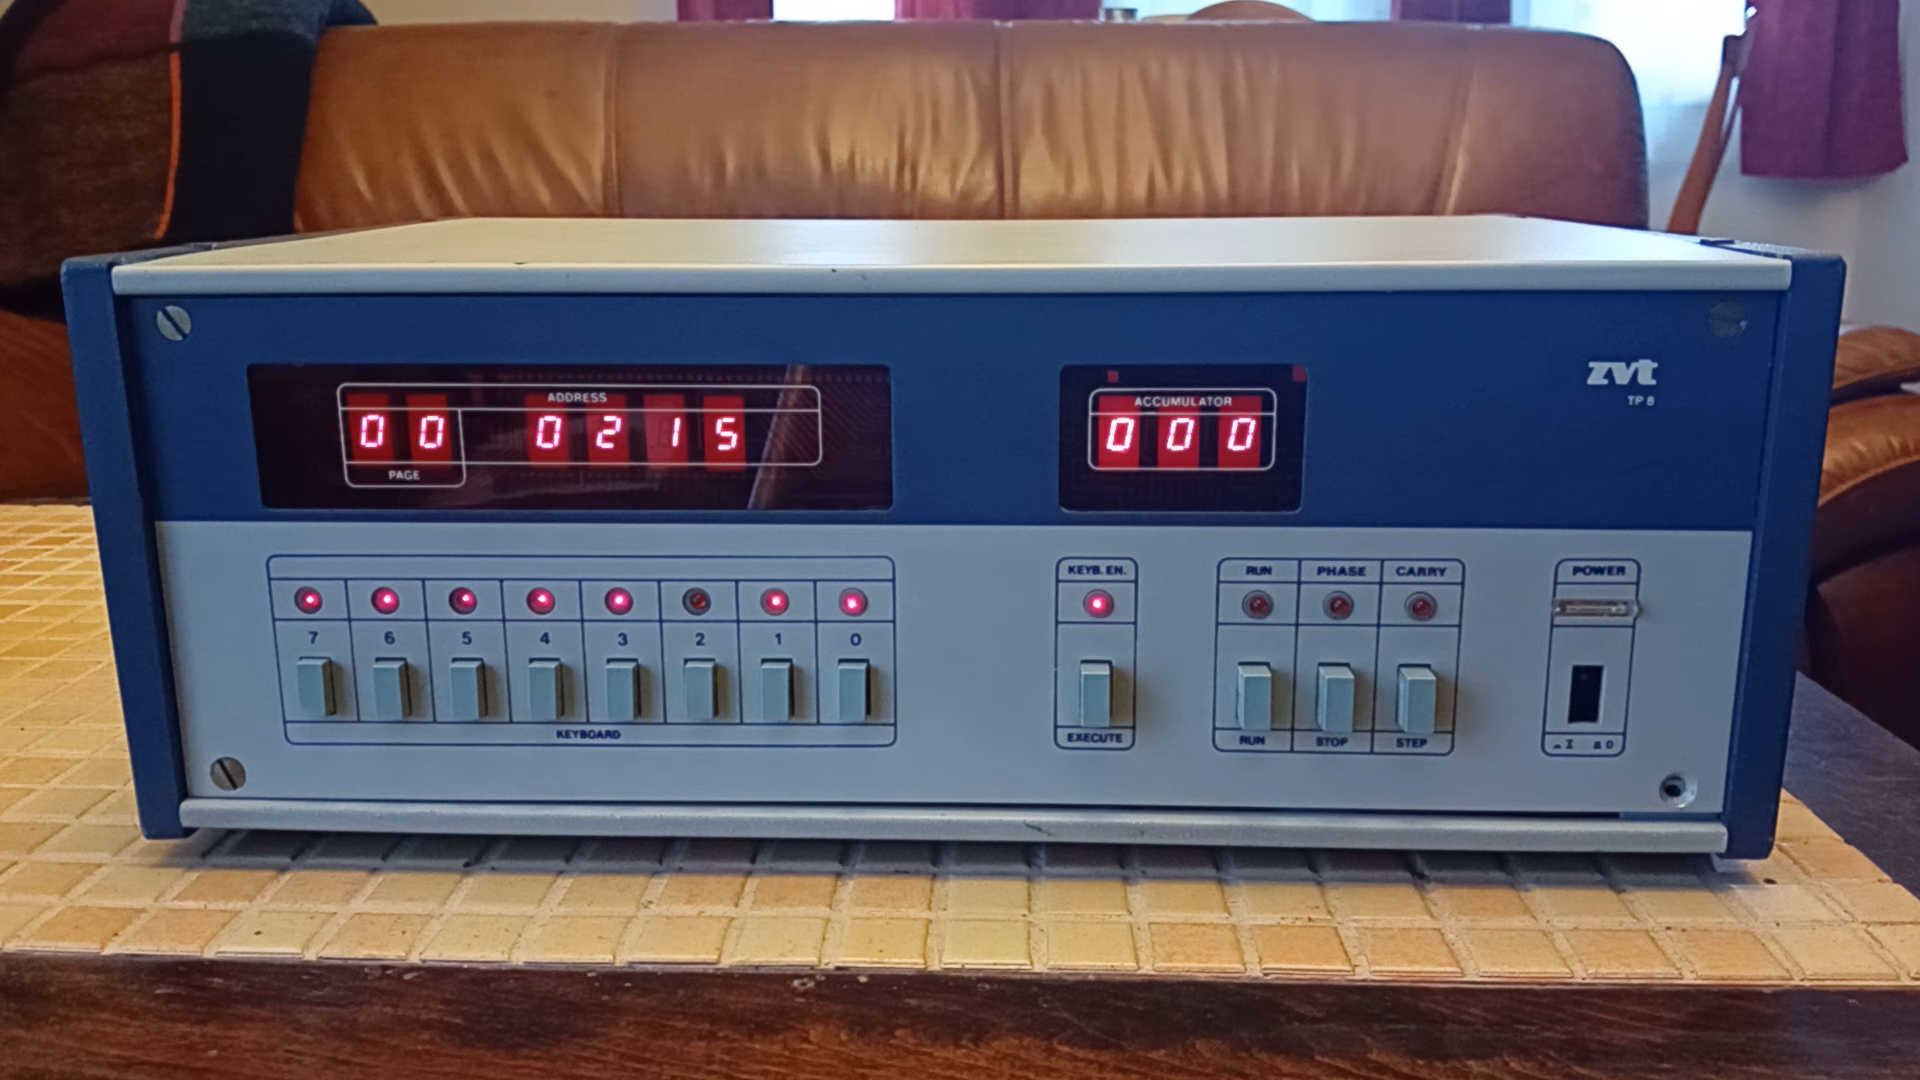 ADDRESS
00 0215
PAGE
ACCUMULATOR
000
zvt
TP 8
7 6 5 4 3 2 1 0
KEYBOARD
KEYB. EN.
EXECUTE
RUN PHASE CARRY
RUN STOP STEP
POWER
I 0